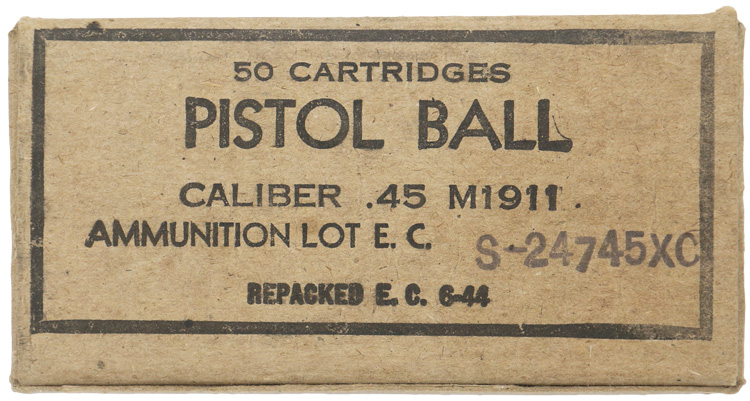 50 CARTRIDGES
PISTOL BALL
CALIBER .45 M1911.
AMMUNITION LOT E. C. S-24745XC
REPACKED E. C. 6-44